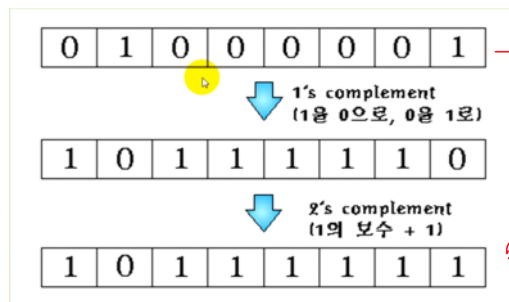 0 1 0 0 0 0 0 1
1's complement
(1을 0으로, 0을 1로)
1 0 1 1 1 1 1 0
2's complement
(1의 보수 + 1)
1 0 1 1 1 1 1 1